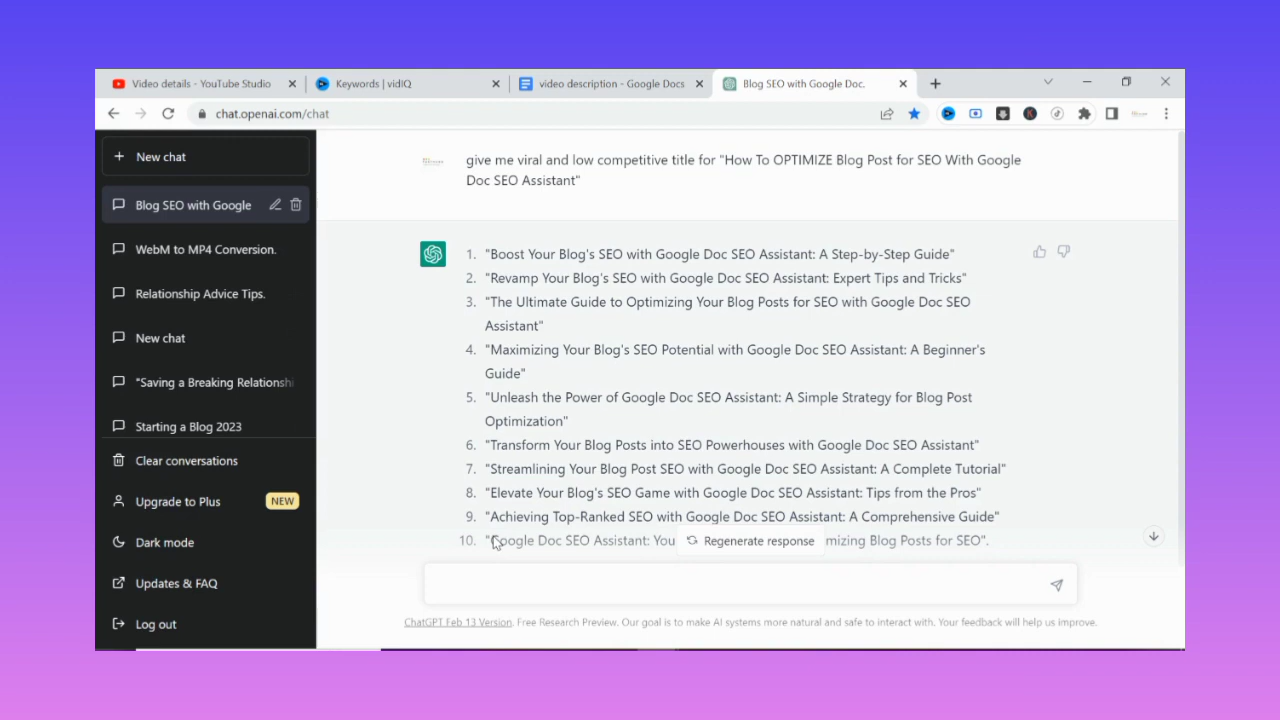 Video details - YouTube Studio
Keywords | vidIQ
video description - Google Docs
Blog SEO with Google Doc.
chat.openai.com/chat
New chat
Blog SEO with Google
WebM to MP4 Conversion.
Relationship Advice Tips.
New chat
"Saving a Breaking Relationshi
Starting a Blog 2023
Clear conversations
Upgrade to Plus
NEW
Dark mode
Updates & FAQ
Log out
give me viral and low competitive title for "How To OPTIMIZE Blog Post for SEO With Google
Doc SEO Assistant"
1. "Boost Your Blog's SEO with Google Doc SEO Assistant: A Step-by-Step Guide"
2. "Revamp Your Blog's SEO with Google Doc SEO Assistant: Expert Tips and Tricks"
3. "The Ultimate Guide to Optimizing Your Blog Posts for SEO with Google Doc SEO
Assistant"
4. "Maximizing Your Blog's SEO Potential with Google Doc SEO Assistant: A Beginner's
Guide"
5. "Unleash the Power of Google Doc SEO Assistant: A Simple Strategy for Blog Post
Optimization"
6. "Transform Your Blog Posts into SEO Powerhouses with Google Doc SEO Assistant"
7. "Streamlining Your Blog Post SEO with Google Doc SEO Assistant: A Complete Tutorial"
8. "Elevate Your Blog's SEO Game with Google Doc SEO Assistant: Tips from the Pros"
9. "Achieving Top-Ranked SEO with Google Doc SEO Assistant: A Comprehensive Guide"
10. "Google Doc SEO Assistant: You mizing Blog Posts for SEO".
Regenerate response
ChatGPT Feb 13 Version. Free Research Preview. Our goal is to make AI systems more natural and safe to interact with. Your feedback will help us improve.